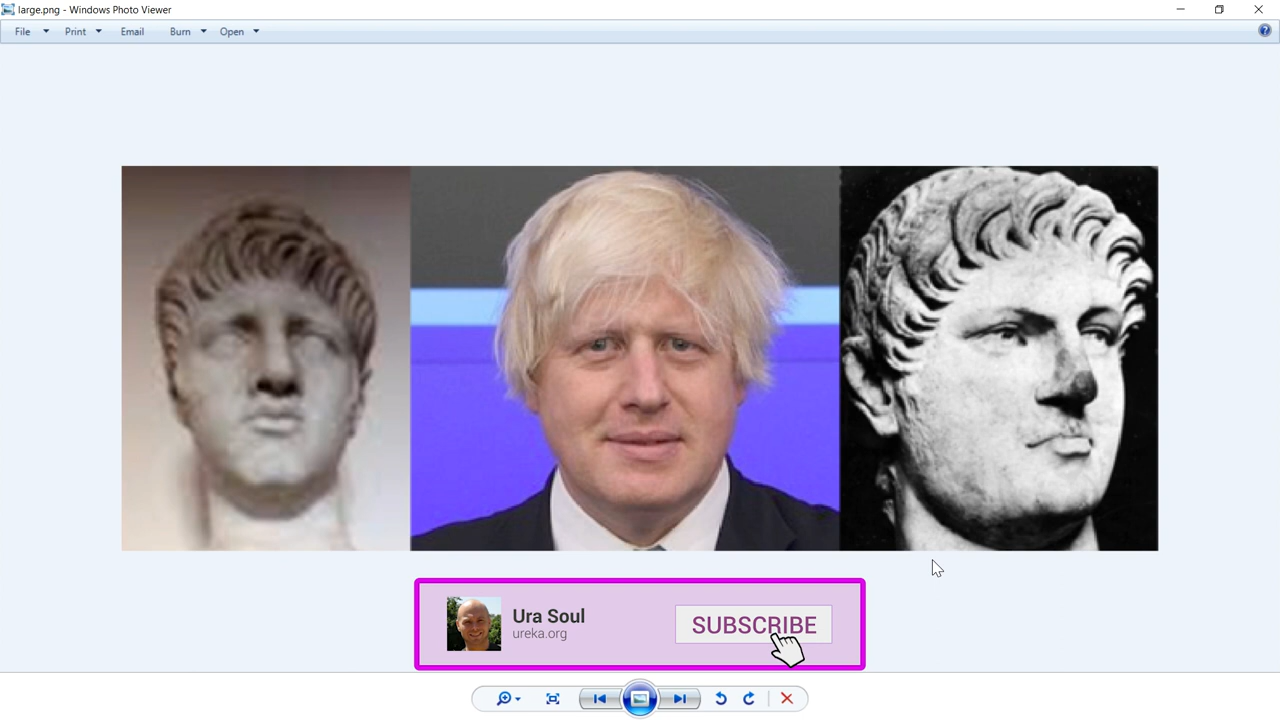 large.png - Windows Photo Viewer
File Print Email Burn Open
Ura Soul
ureka.org
SUBSCRIBE